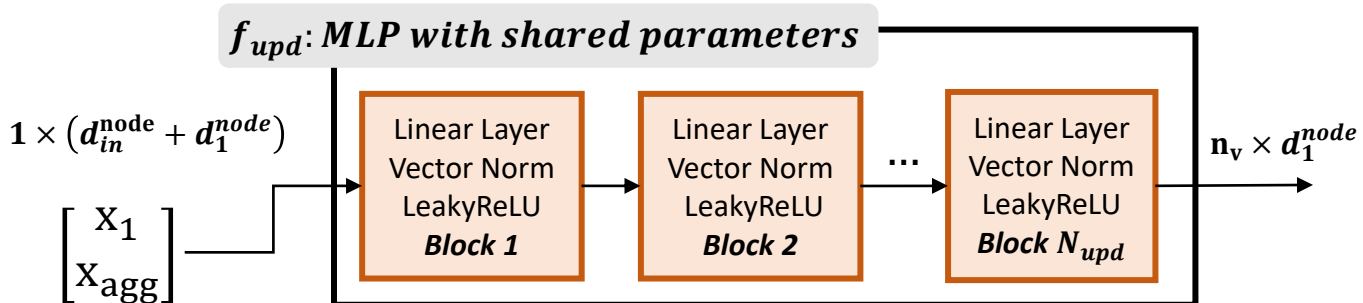 f_upd: MLP with shared parameters
1 × (d_in^node + d_1^node)
[x_1
x_agg]
Linear Layer
Vector Norm
LeakyReLU
Block 1
Linear Layer
Vector Norm
LeakyReLU
Block 2
...
Linear Layer
Vector Norm
LeakyReLU
Block N_upd
n_v × d_1^node